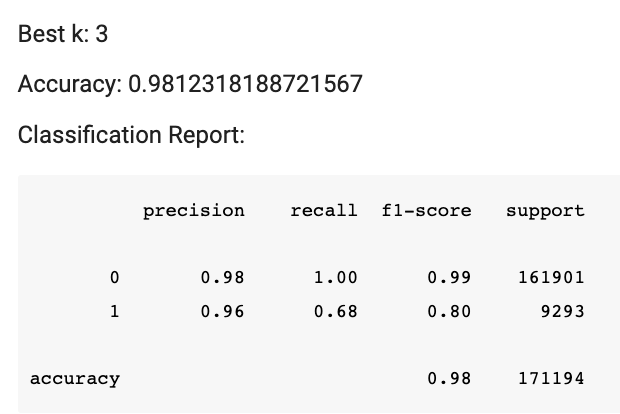 Best k: 3
Accuracy: 0.9812318188721567
Classification Report:
precision recall f1-score support
0 0.98 1.00 0.99 161901
1 0.96 0.68 0.80 9293
accuracy 0.98 171194